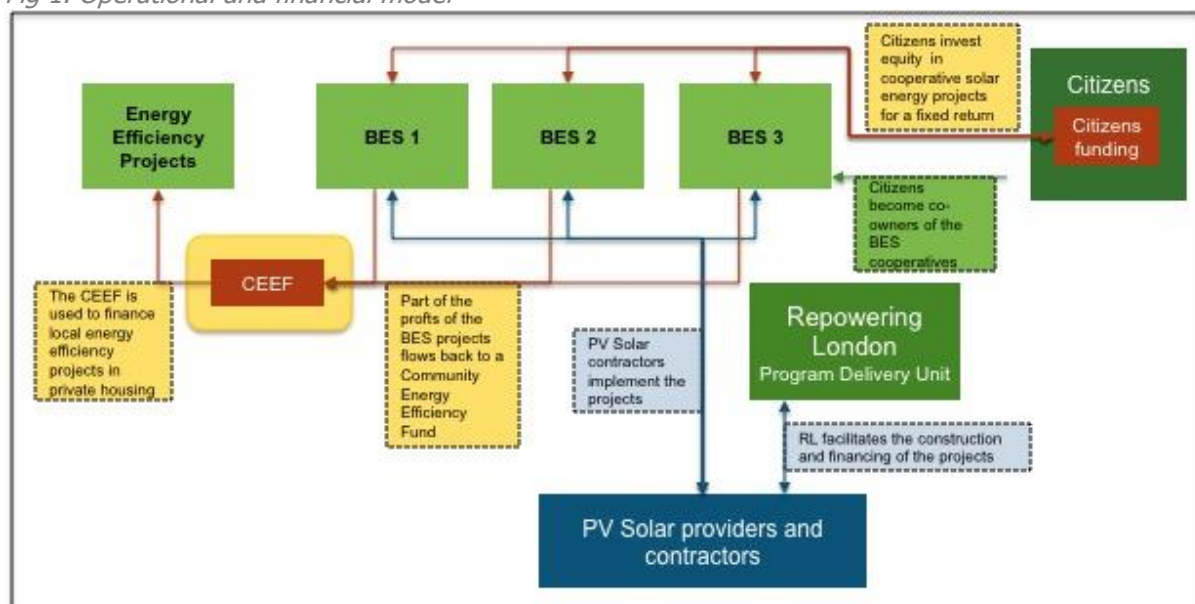 Fig 1: Operational and financial model
Energy
Efficiency
Projects
BES 1
BES 2
BES 3
Citizens invest
equity in
cooperative solar
energy projects
for a fixed return
Citizens
Citizens
funding
Citizens
become co-
owners of the
BES
cooperatives
CEEF
The CEEF is
used to finance
local energy
efficiency
projects in
private housing
Part of the
profts of the
BES projects
flows back to a
Community
Energy
Efficiency
Fund
PV Solar
contractors
implement the
projects
Repowering
London
Program Delivery Unit
RL facilitates the construction
and financing of the projects
PV Solar providers and
contractors